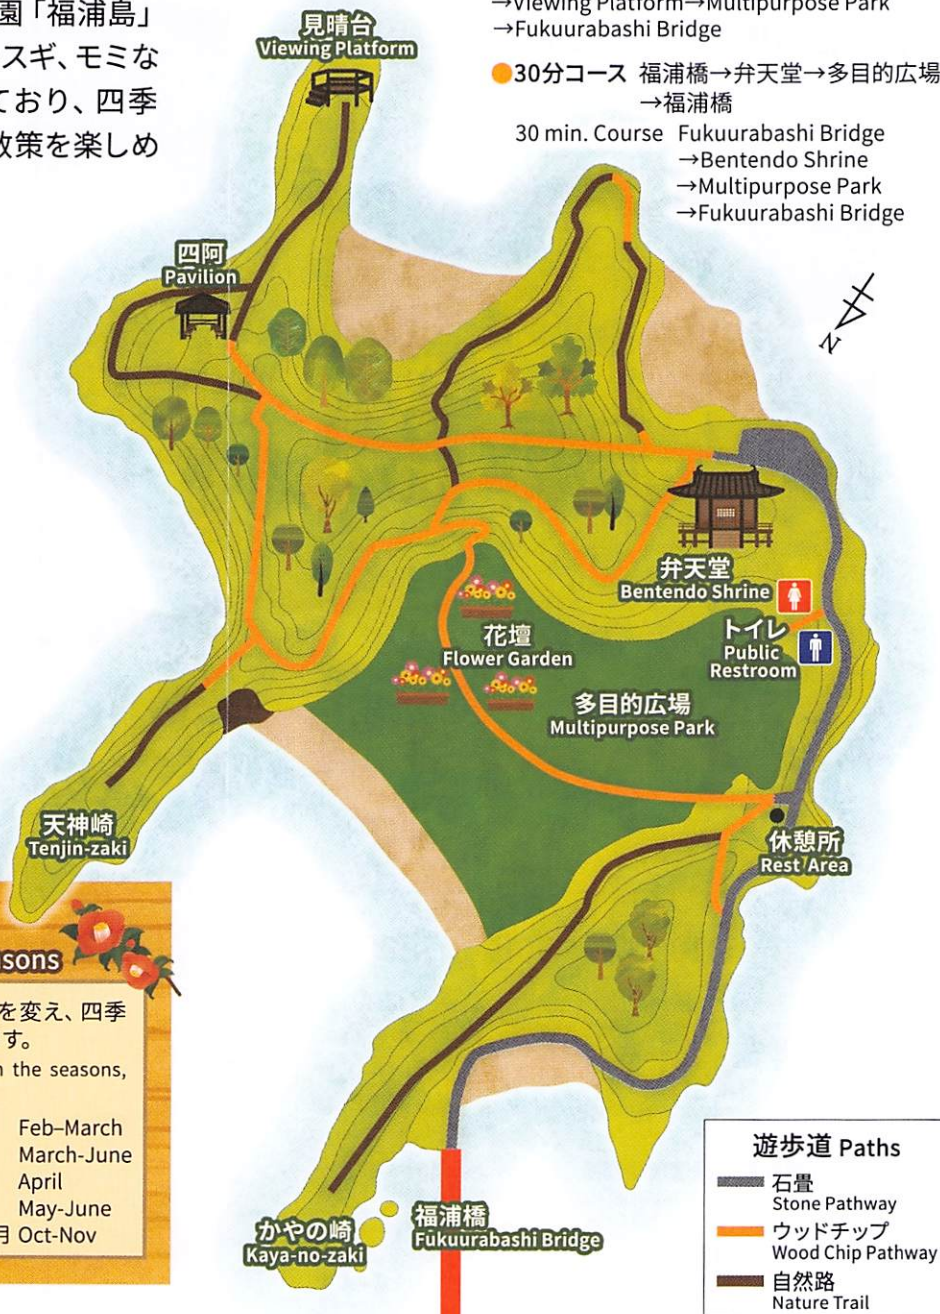 園「福浦島」
スギ、モミな
ており、四季
散策を楽しめ
→Viewing Platform→Multipurpose Park
→Fukuurabashi Bridge
●30分コース 福浦橋→弁天堂→多目的広場
→福浦橋
30 min. Course Fukuurabashi Bridge
→Bentendo Shrine
→Multipurpose Park
→Fukuurabashi Bridge
見晴台
Viewing Platform
四阿
Pavilion
N
弁天堂
Bentendo Shrine
トイレ
Public
Restroom
花壇
Flower Garden
多目的広場
Multipurpose Park
天神崎
Tenjin-zaki
休憩所
Rest Area
を変え、四季
す。
the seasons,
Feb–March
March-June
April
May-June
月 Oct-Nov
かやの崎
Kaya-no-zaki
福浦橋
Fukuurabashi Bridge
遊歩道 Paths
石畳
Stone Pathway
ウッドチップ
Wood Chip Pathway
自然路
Nature Trail